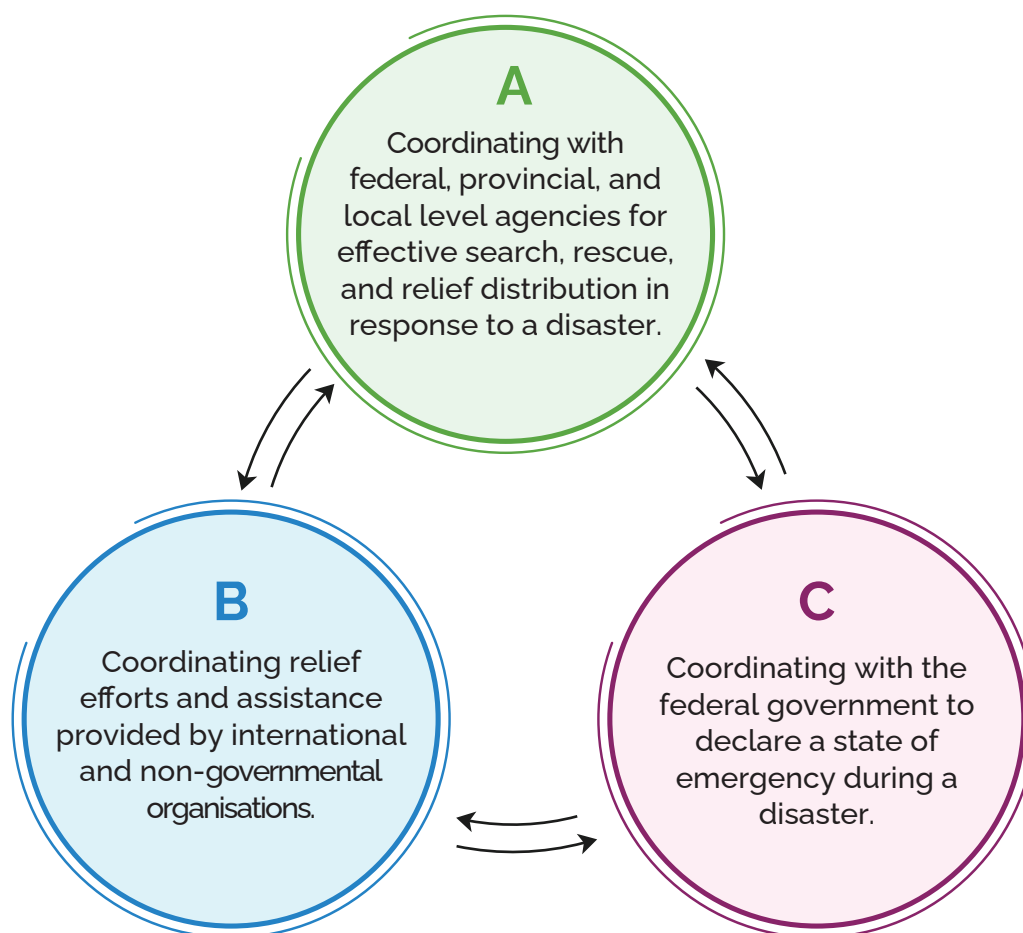 A
Coordinating with
federal, provincial, and
local level agencies for
effective search, rescue,
and relief distribution in
response to a disaster.
B
Coordinating relief
efforts and assistance
provided by international
and non-governmental
organisations.
C
Coordinating with the
federal government to
declare a state of
emergency during a
disaster.